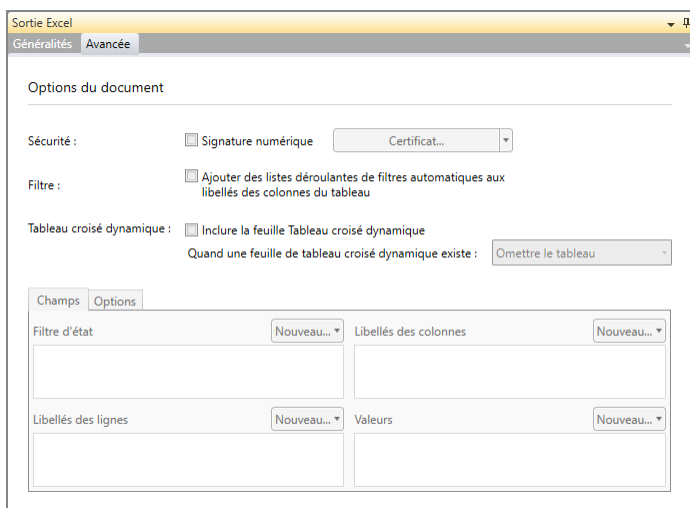 Sortie Excel
Généralités Avancée
Options du document
Sécurité : Signature numérique Certificat...
Filtre : Ajouter des listes déroulantes de filtres automatiques aux
libellés des colonnes du tableau
Tableau croisé dynamique : Inclure la feuille Tableau croisé dynamique
Quand une feuille de tableau croisé dynamique existe : Omettre le tableau
Champs Options
Filtre d'état Nouveau... Libellés des colonnes Nouveau...
Libellés des lignes Nouveau... Valeurs Nouveau...